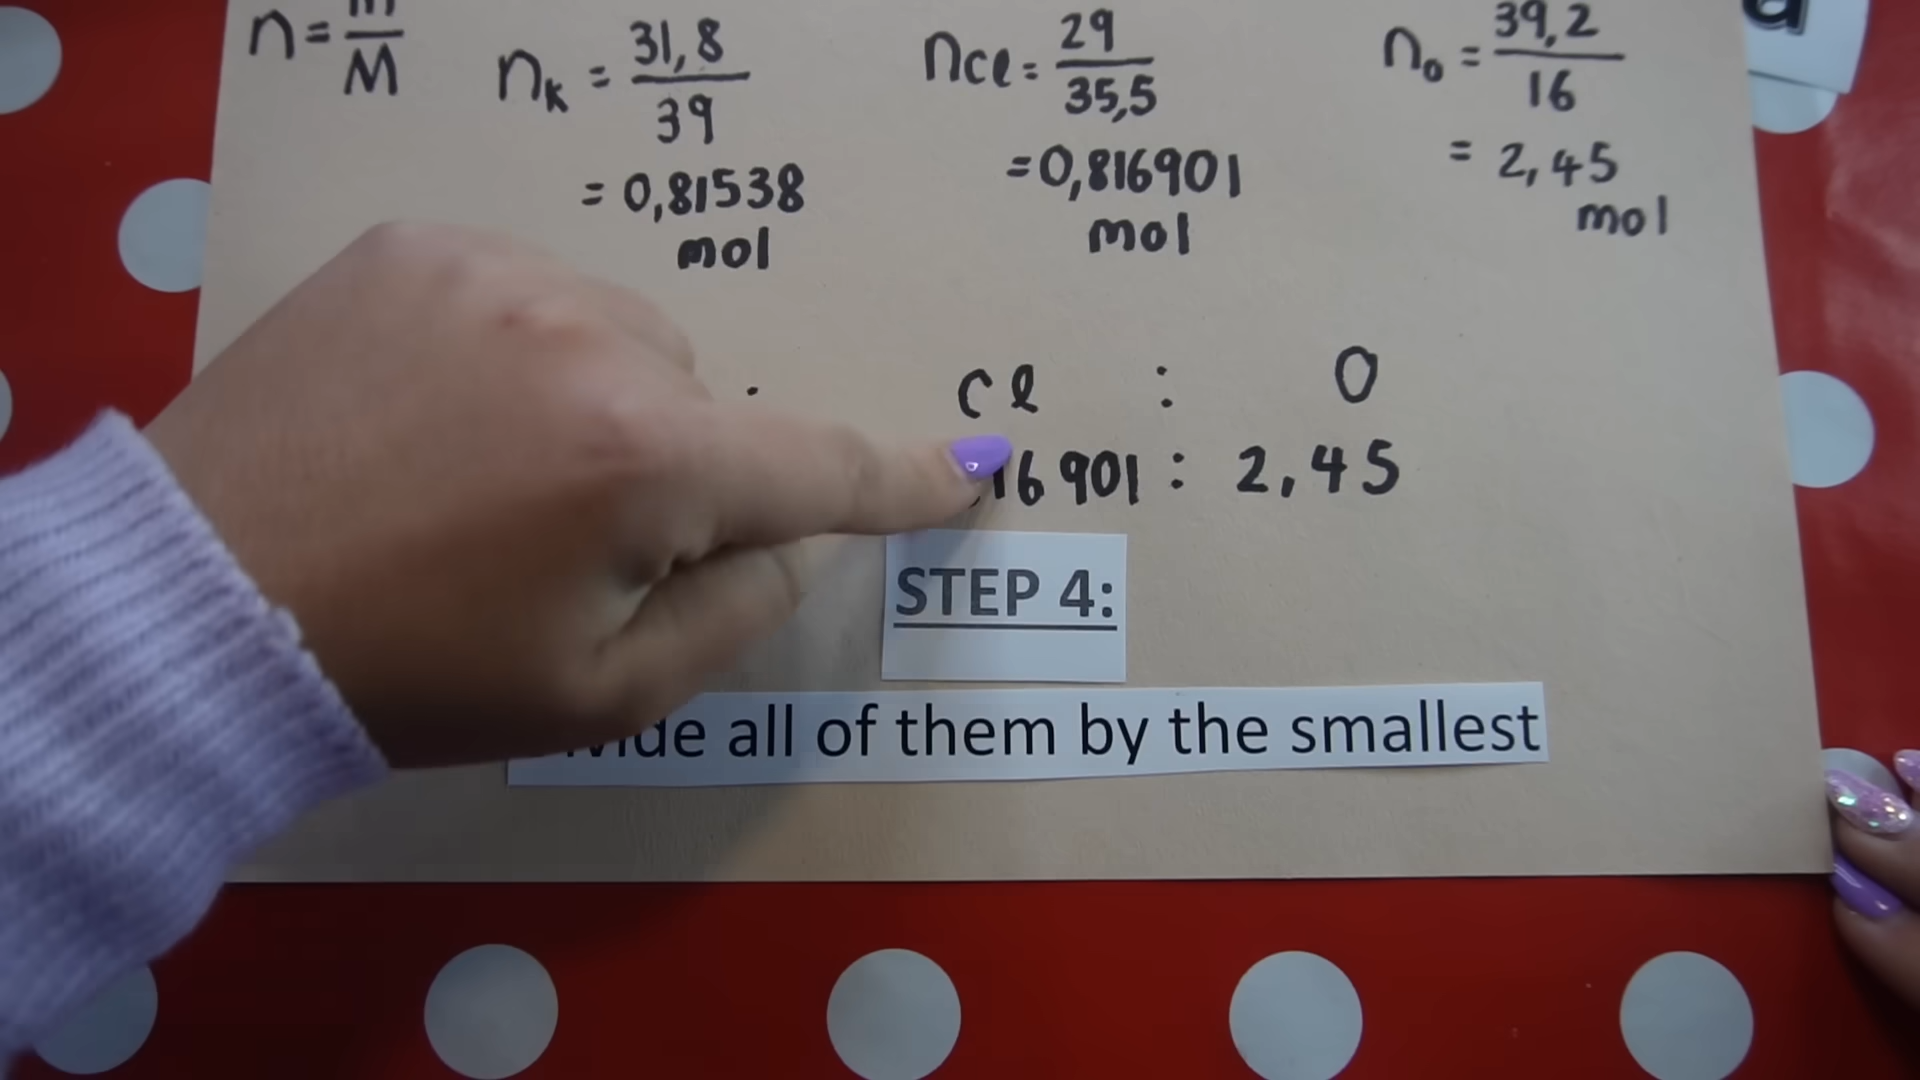 n = m/M
nK = 31,8/39
= 0,81538
mol
nCl = 29/35,5
= 0,816901
mol
nO = 39,2/16
= 2,45
mol
Cl : O
16901 : 2,45
STEP 4:
all of them by the smallest